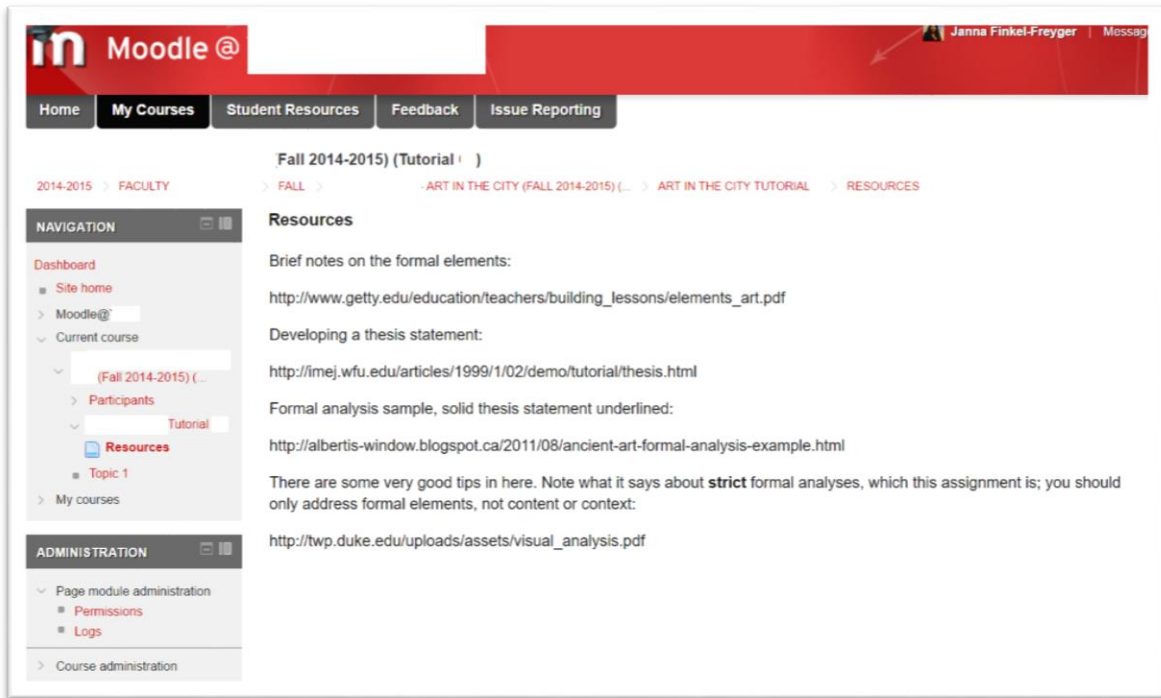 m Moodle @
Janna Finkel-Freyger | Messag
Home My Courses Student Resources Feedback Issue Reporting
(Fall 2014-2015) (Tutorial )
2014-2015 > FACULTY > FALL > - ART IN THE CITY (FALL 2014-2015) (... > ART IN THE CITY TUTORIAL > RESOURCES
NAVIGATION
Dashboard
Site home
Moodle@
Current course
(Fall 2014-2015) (...
Participants
Tutorial
Resources
Topic 1
My courses
ADMINISTRATION
Page module administration
Permissions
Logs
Course administration
Resources
Brief notes on the formal elements:
http://www.getty.edu/education/teachers/building_lessons/elements_art.pdf
Developing a thesis statement:
http://imej.wfu.edu/articles/1999/1/02/demo/tutorial/thesis.html
Formal analysis sample, solid thesis statement underlined:
http://albertis-window.blogspot.ca/2011/08/ancient-art-formal-analysis-example.html
There are some very good tips in here. Note what it says about strict formal analyses, which this assignment is; you should
only address formal elements, not content or context:
http://twp.duke.edu/uploads/assets/visual_analysis.pdf